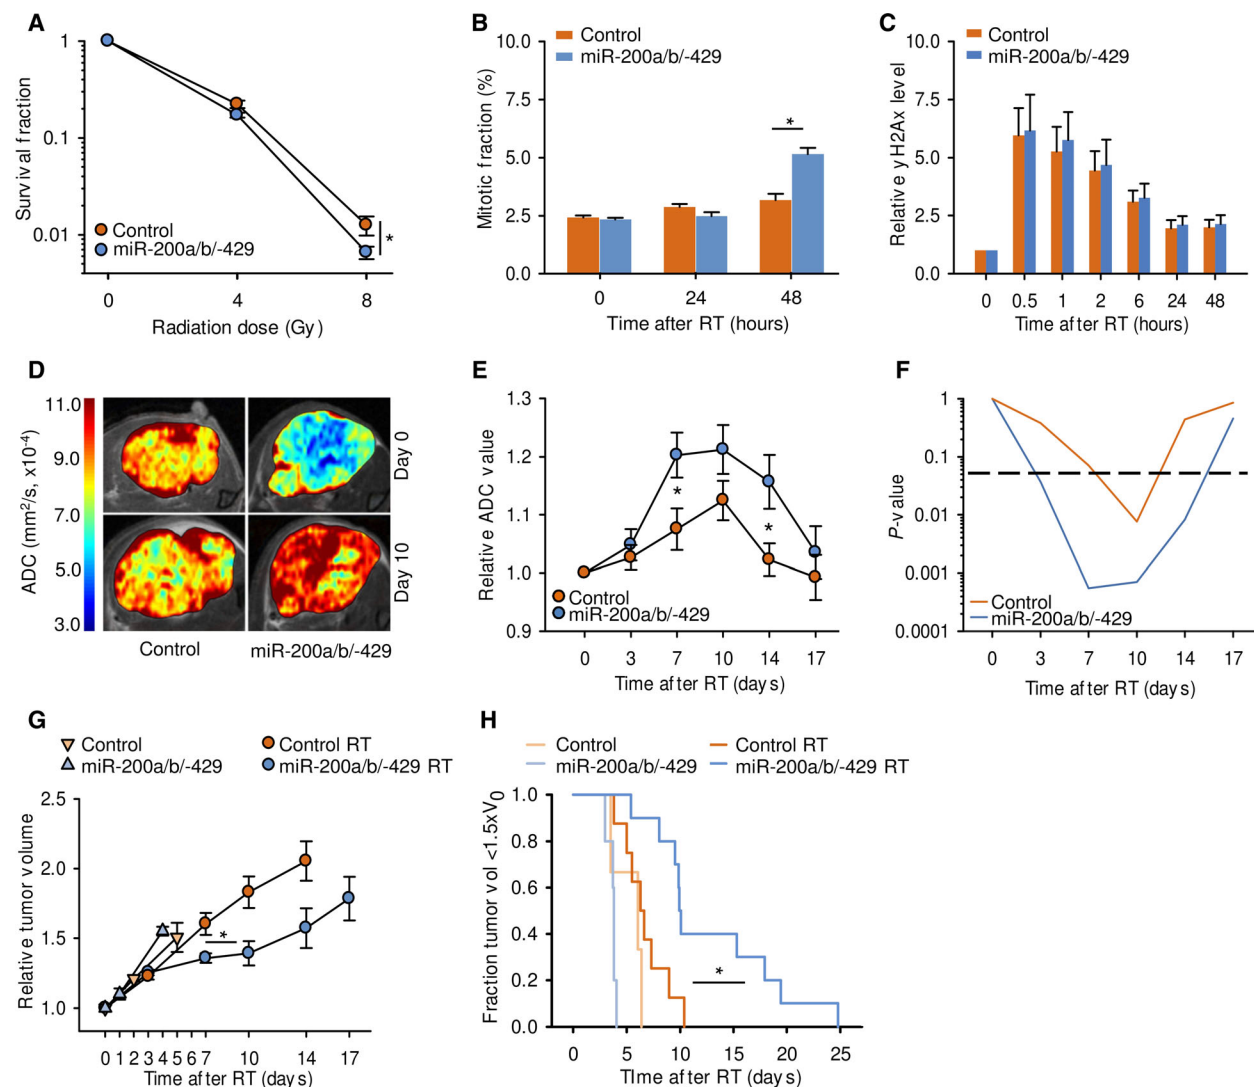 A
1
0.1
0.01
Survival fraction
Control
miR-200a/b/-429
*
0 4 8
Radiation dose (Gy)
B
Control
miR-200a/b/-429
10.0
7.5
5.0
2.5
0.0
Mitotic fraction (%)
*
0 24 48
Time after RT (hours)
C
Control
miR-200a/b/-429
10.0
7.5
5.0
2.5
0.0
Relative γH2Ax level
0 0.5 1 2 6 24 48
Time after RT (hours)
D
11.0
9.0
7.0
5.0
3.0
ADC (mm²/s, x10⁻⁴)
Day 0
Day 10
Control miR-200a/b/-429
E
1.3
1.2
1.1
1.0
0.9
Relative ADC value
*
*
Control
miR-200a/b/-429
0 3 7 10 14 17
Time after RT (days)
F
1
0.1
0.01
0.001
0.0001
P-value
Control
miR-200a/b/-429
0 3 7 10 14 17
Time after RT (days)
G
Control
miR-200a/b/-429
Control RT
miR-200a/b/-429 RT
2.5
2.0
1.5
1.0
Relative tumor volume
*
0 1 2 3 4 5 6 7 10 14 17
Time after RT (days)
H
Control
miR-200a/b/-429
Control RT
miR-200a/b/-429 RT
1.0
0.8
0.6
0.4
0.2
0.0
Fraction tumor vol <1.5xV₀
*
0 5 10 15 20 25
TIme after RT (days)